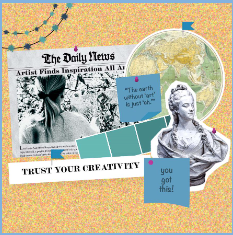 The Daily News
Artist Finds Inspiration All Ar
"The earth
without 'art'
is just 'eh.'"
TRUST YOUR CREATIVITY
you
got
this!